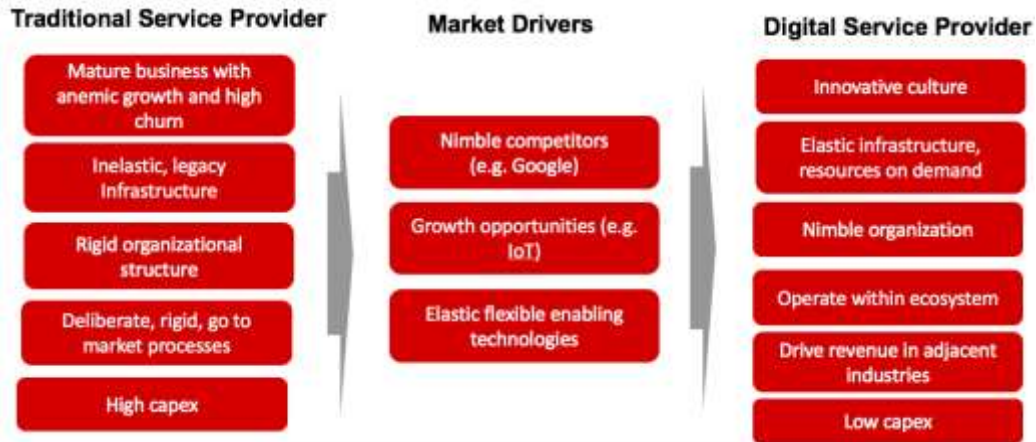 Traditional Service Provider
Mature business with
anemic growth and high
churn
Inelastic, legacy
Infrastructure
Rigid organizational
structure
Deliberate, rigid, go to
market processes
High capex
Market Drivers
Nimble competitors
(e.g. Google)
Growth opportunities (e.g.
IoT)
Elastic flexible enabling
technologies
Digital Service Provider
Innovative culture
Elastic infrastructure,
resources on demand
Nimble organization
Operate within ecosystem
Drive revenue in adjacent
industries
Low capex